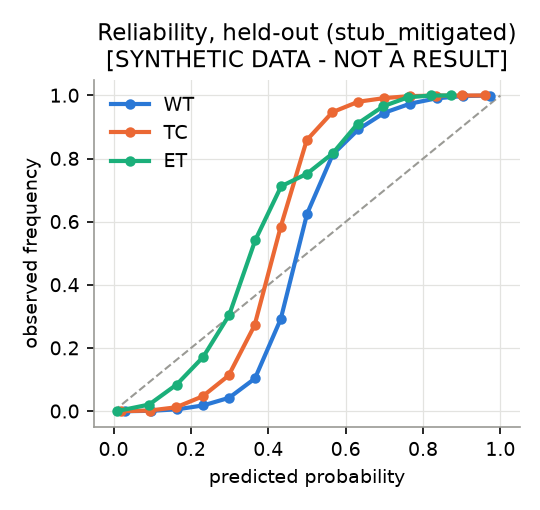 Reliability, held-out (stub_mitigated)
[SYNTHETIC DATA - NOT A RESULT]
WT
TC
ET
1.0
0.8
0.6
0.4
0.2
0.0
observed frequency
0.0 0.2 0.4 0.6 0.8 1.0
predicted probability